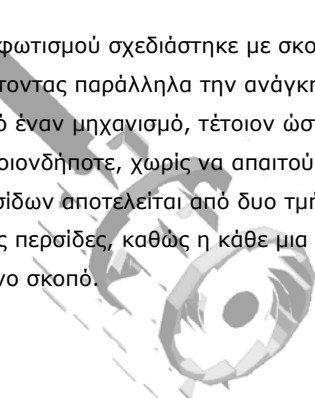 φωτισμού σχεδιάστηκε με σκο
τοντας παράλληλα την ανάγκη
ό έναν μηχανισμό, τέτοιον ώστ
οιονδήποτε, χωρίς να απαιτού
σίδων αποτελείται από δυο τμή
ς περσίδες, καθώς η κάθε μια
νο σκοπό.